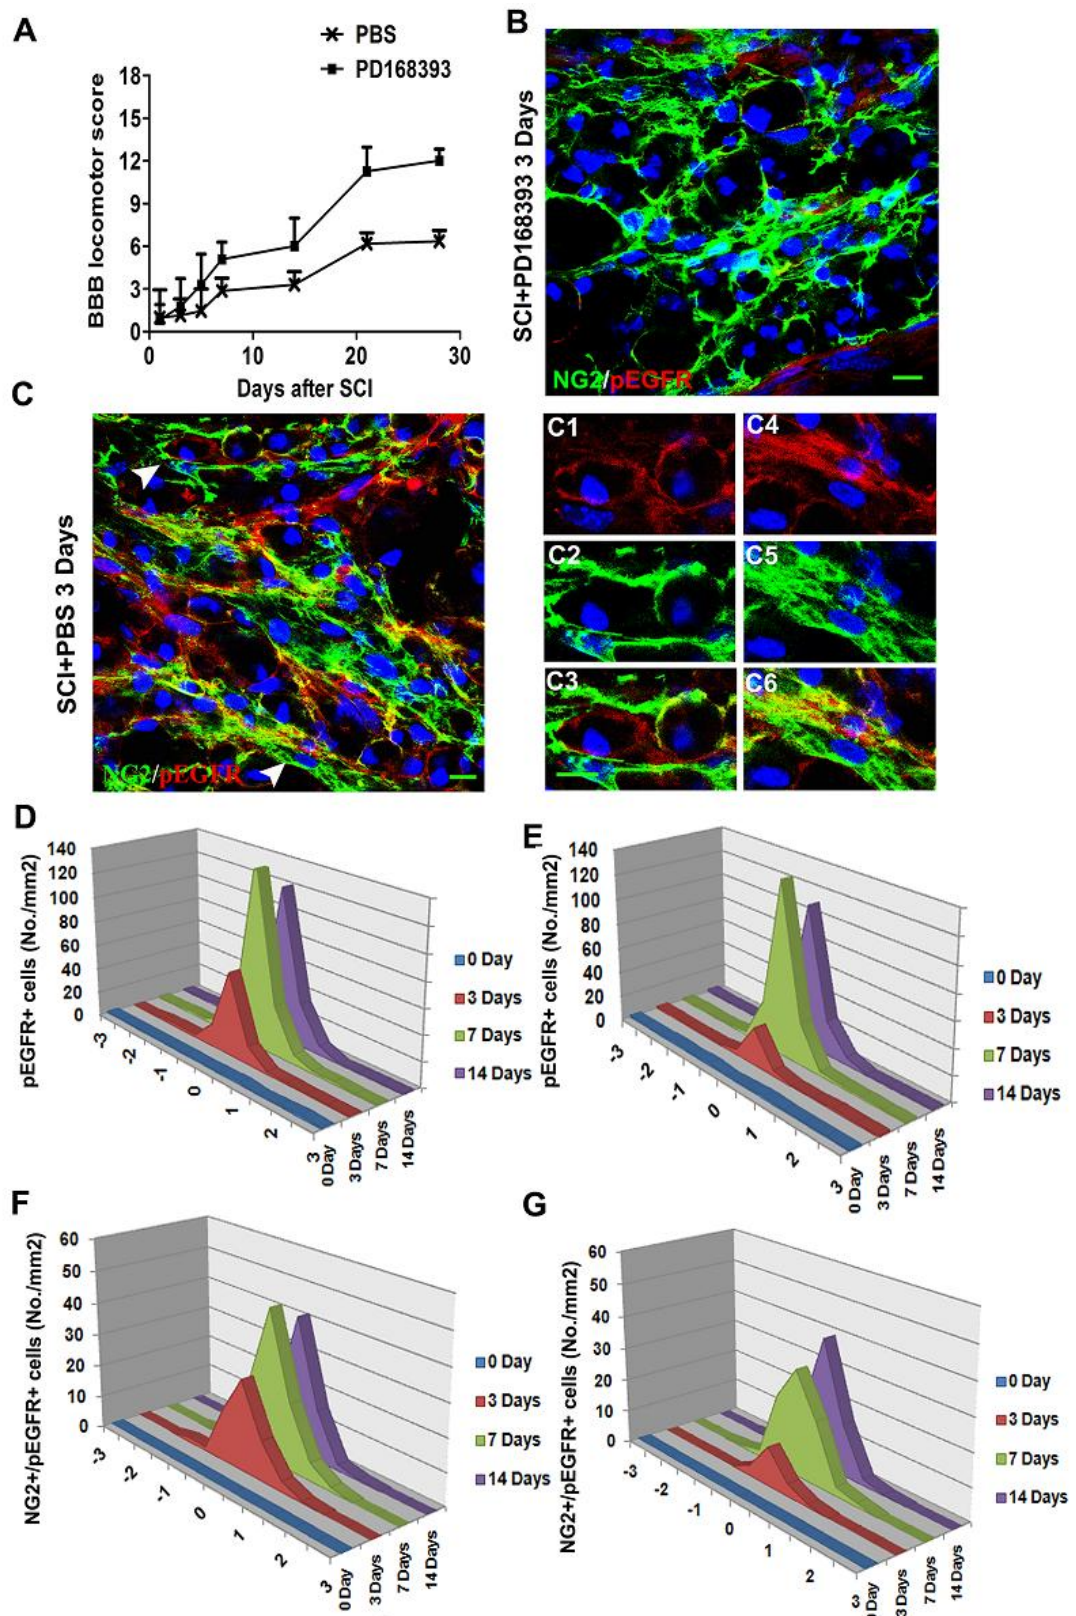 A
PBS
PD168393
BBB locomotor score
18
15
12
9
6
3
0
0 10 20 30
Days after SCI
B
SCI+PD168393 3 Days
NG2/pEGFR
C
SCI+PBS 3 Days
NG2/pEGFR
C1
C4
C2
C5
C3
C6
D
pEGFR+ cells (No./mm2)
140
120
100
80
60
40
20
0
-3
-2
-1
0
1
2
3
0 Day
3 Days
7 Days
14 Days
0 Day
3 Days
7 Days
14 Days
E
pEGFR+ cells (No./mm2)
140
120
100
80
60
40
20
0
-3
-2
-1
0
1
2
3
0 Day
3 Days
7 Days
14 Days
0 Day
3 Days
7 Days
14 Days
F
NG2+/pEGFR+ cells (No./mm2)
60
50
40
30
20
10
0
-3
-2
-1
0
1
2
3
0 Day
3 Days
7 Days
14 Days
0 Day
3 Days
7 Days
14 Days
G
NG2+/pEGFR+ cells (No./mm2)
60
50
40
30
20
10
0
-3
-2
-1
0
1
2
3
0 Day
3 Days
7 Days
14 Days
0 Day
3 Days
7 Days
14 Days